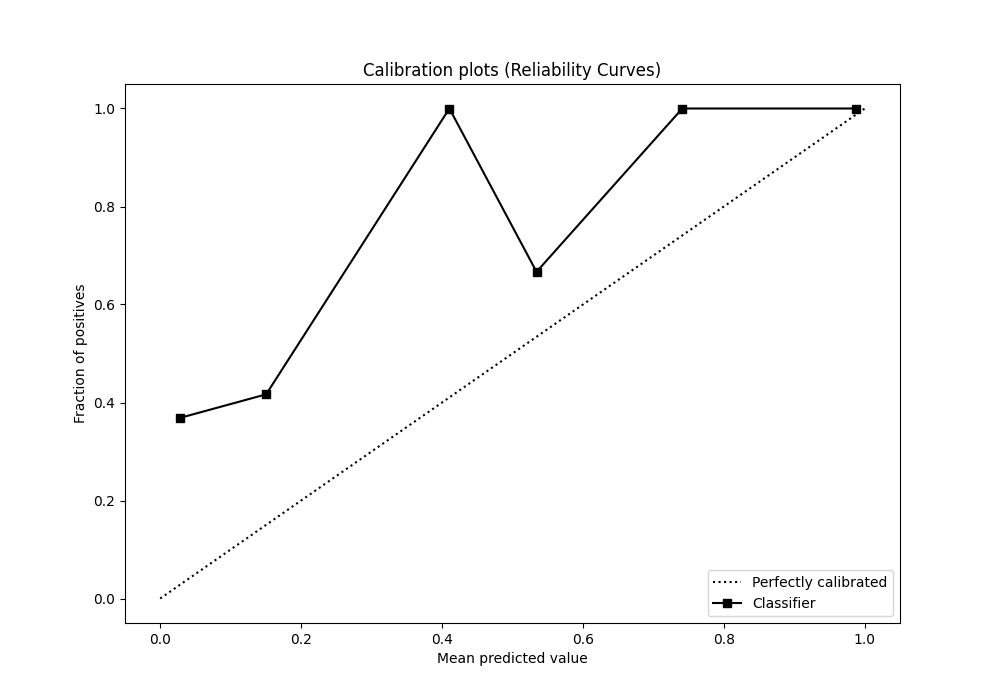 Calibration plots (Reliability Curves)
1.0
0.8
0.6
0.4
0.2
0.0
Fraction of positives
0.0 0.2 0.4 0.6 0.8 1.0
Mean predicted value
Perfectly calibrated
Classifier